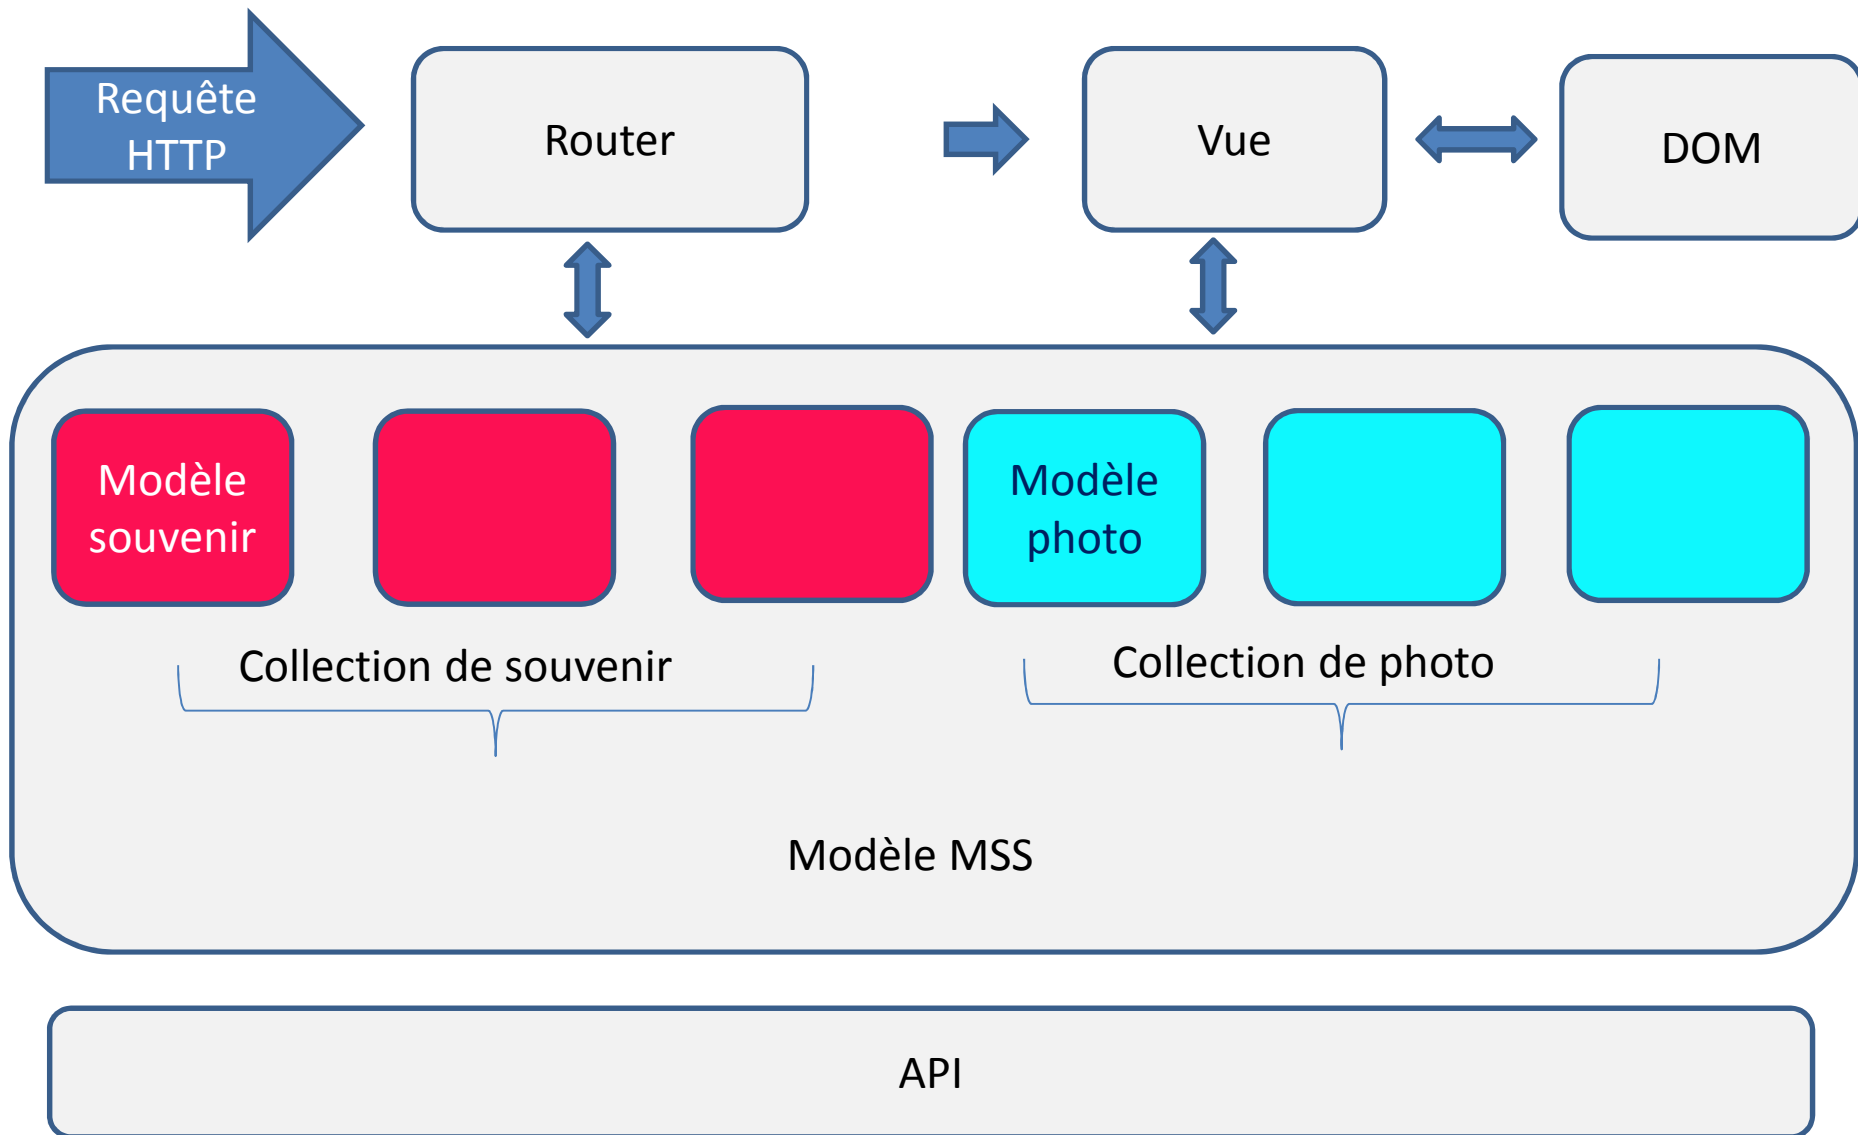 Requête
HTTP
Router
Vue
DOM
Modèle
souvenir
Modèle
photo
Collection de souvenir
Collection de photo
Modèle MSS
API